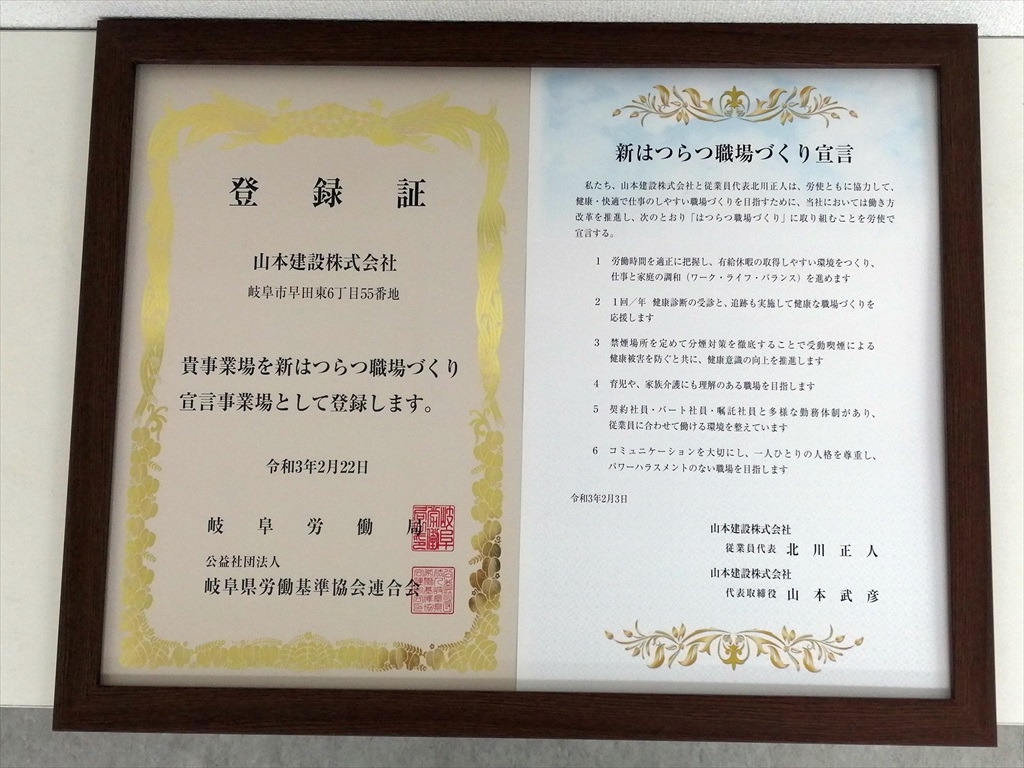 登録証
山本建設株式会社
岐阜市早田東6丁目55番地
貴事業場を新はつらつ職場づくり
宣言事業場として登録します。
令和3年2月22日
岐阜労働局
公益社団法人
岐阜県労働基準協会連合会
新はつらつ職場づくり宣言
私たち、山本建設株式会社と従業員代表北川正人は、労使ともに協力して、
健康・快適で仕事のしやすい職場づくりを目指すために、当社においては働き方
改革を推進し、次のとおり「はつらつ職場づくり」に取り組むことを労使で
宣言する。
1 労働時間を適正に把握し、有給休暇の取得しやすい環境をつくり、
仕事と家庭の調和（ワーク・ライフ・バランス）を進めます
2 1回／年 健康診断の受診と、追跡も実施して健康な職場づくりを
応援します
3 禁煙場所を定めて分煙対策を徹底することで受動喫煙による
健康被害を防ぐと共に、健康意識の向上を推進します
4 育児や、家族介護にも理解のある職場を目指します
5 契約社員・パート社員・嘱託社員と多様な勤務体制があり、
従業員に合わせて働ける環境を整えています
6 コミュニケーションを大切にし、一人ひとりの人格を尊重し、
パワーハラスメントのない職場を目指します
令和3年2月3日
山本建設株式会社
従業員代表 北川正人
山本建設株式会社
代表取締役 山本武彦